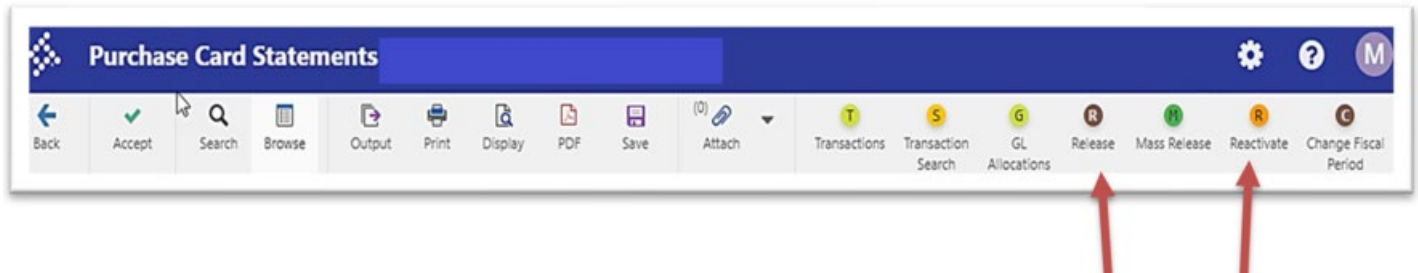 Purchase Card Statements
M
(0)
T S G R M R C
Back Accept Search Browse Output Print Display PDF Save Attach Transactions Transaction GL Release Mass Release Reactivate Change Fiscal
Search Allocations Period